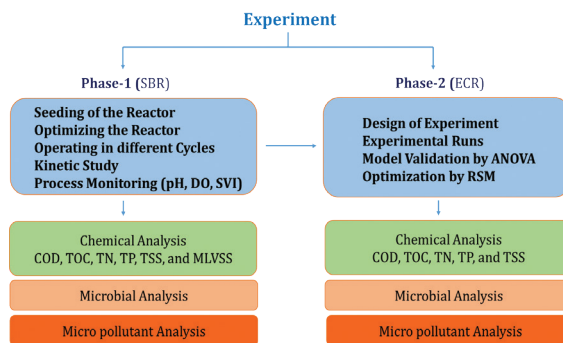 Experiment
Phase-1 (SBR)
Seeding of the Reactor
Optimizing the Reactor
Operating in different Cycles
Kinetic Study
Process Monitoring (pH, DO, SVI)
Chemical Analysis
COD, TOC, TN, TP, TSS, and MLVSS
Microbial Analysis
Micro pollutant Analysis
Phase-2 (ECR)
Design of Experiment
Experimental Runs
Model Validation by ANOVA
Optimization by RSM
Chemical Analysis
COD, TOC, TN, TP, and TSS
Microbial Analysis
Micro pollutant Analysis